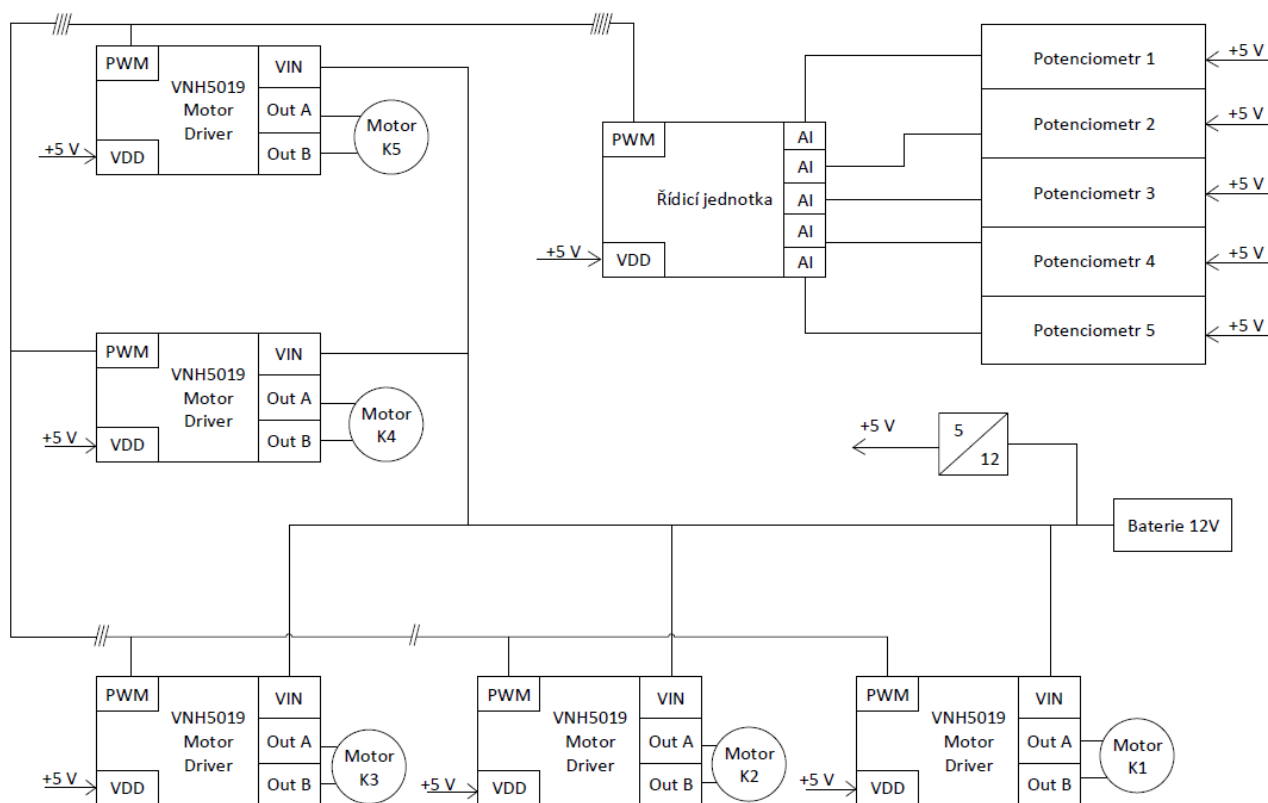 PWM
VNH5019
Motor
Driver
VIN
Out A
Out B
+5 V
VDD
Motor
K5
PWM
Řídicí jednotka
+5 V
VDD
AI
AI
AI
AI
AI
Potenciometr 1
+5 V
Potenciometr 2
+5 V
Potenciometr 3
+5 V
Potenciometr 4
+5 V
Potenciometr 5
+5 V
PWM
VNH5019
Motor
Driver
VIN
Out A
Out B
+5 V
VDD
Motor
K4
+5 V
5
12
Baterie 12V
PWM
VNH5019
Motor
Driver
VIN
Out A
Out B
+5 V
VDD
Motor
K3
PWM
VNH5019
Motor
Driver
VIN
Out A
Out B
+5 V
VDD
Motor
K2
PWM
VNH5019
Motor
Driver
VIN
Out A
Out B
+5 V
VDD
Motor
K1